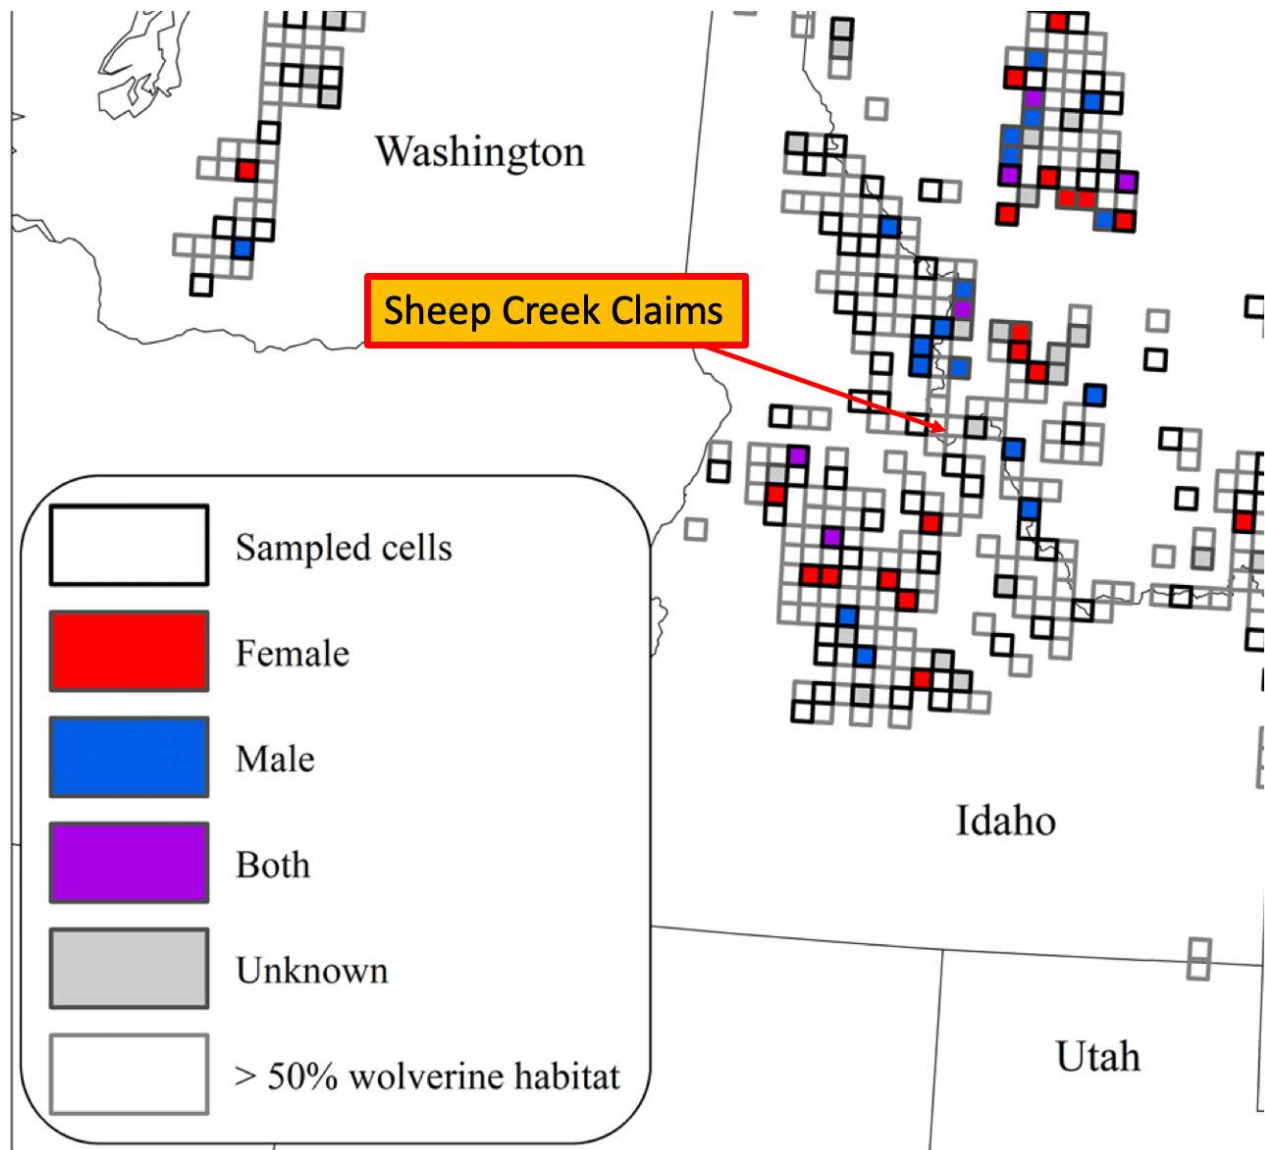 Washington
Sheep Creek Claims
Sampled cells
Female
Male
Both
Unknown
> 50% wolverine habitat
Idaho
Utah